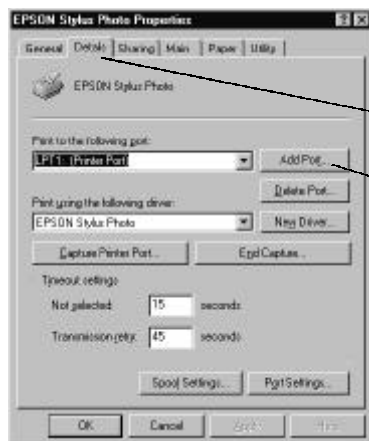 EPSON Stylus Photo Properties
General Details Sharing Main Paper Utility
EPSON Stylus Photo
Print to the following port:
LPT1: (Printer Port) Add Port...
Delete Port...
Print using the following driver:
EPSON Stylus Photo New Driver...
Capture Printer Port... End Capture...
Timeout settings
Not selected: 15 seconds
Transmission retry: 45 seconds
Spool Settings... Port Settings...
OK Cancel Apply